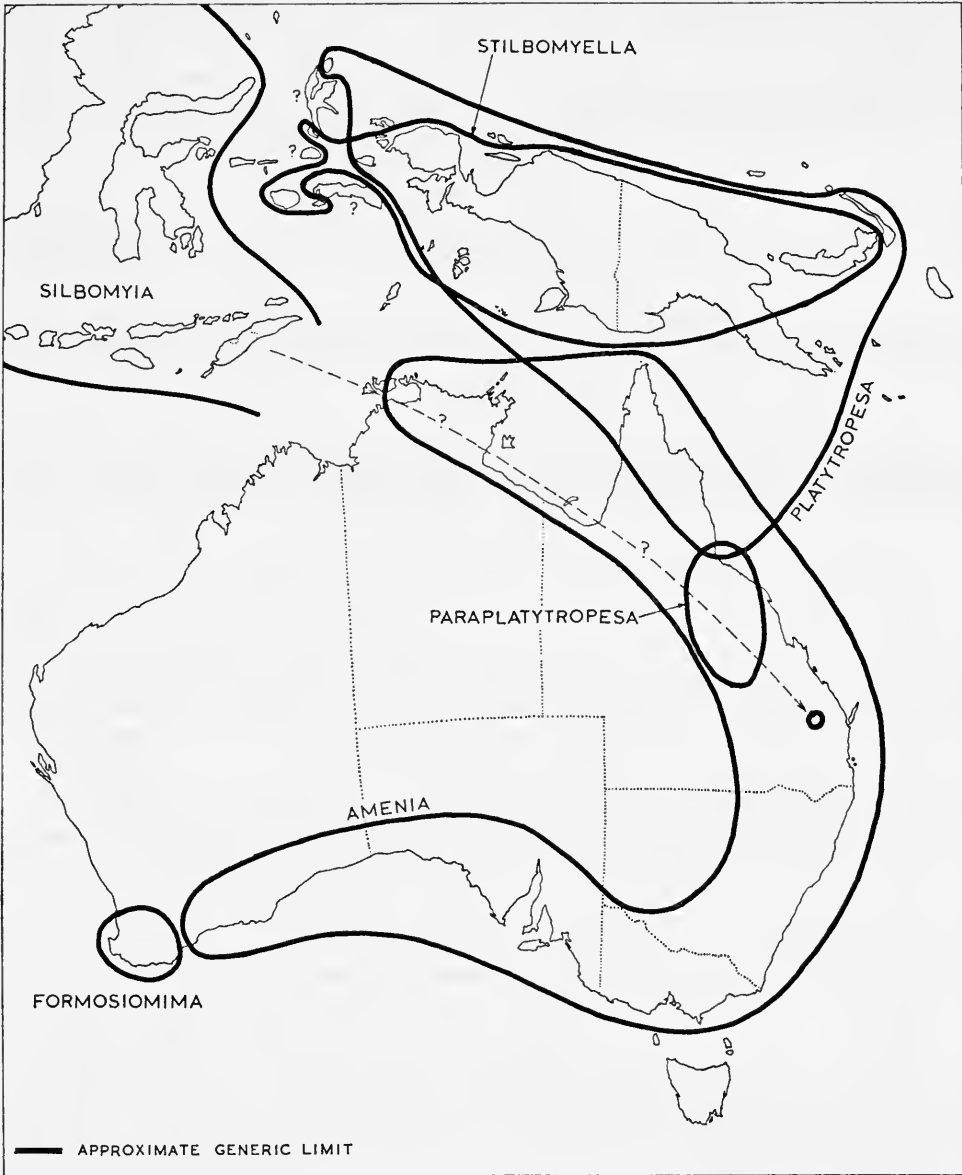 STILBOMYELLA
?
?
?
SILBOMYIA
PLATYTROPESA
?
?
PARAPLATYTROPESA
AMENIA
FORMOSIOMIMA
APPROXIMATE GENERIC LIMIT